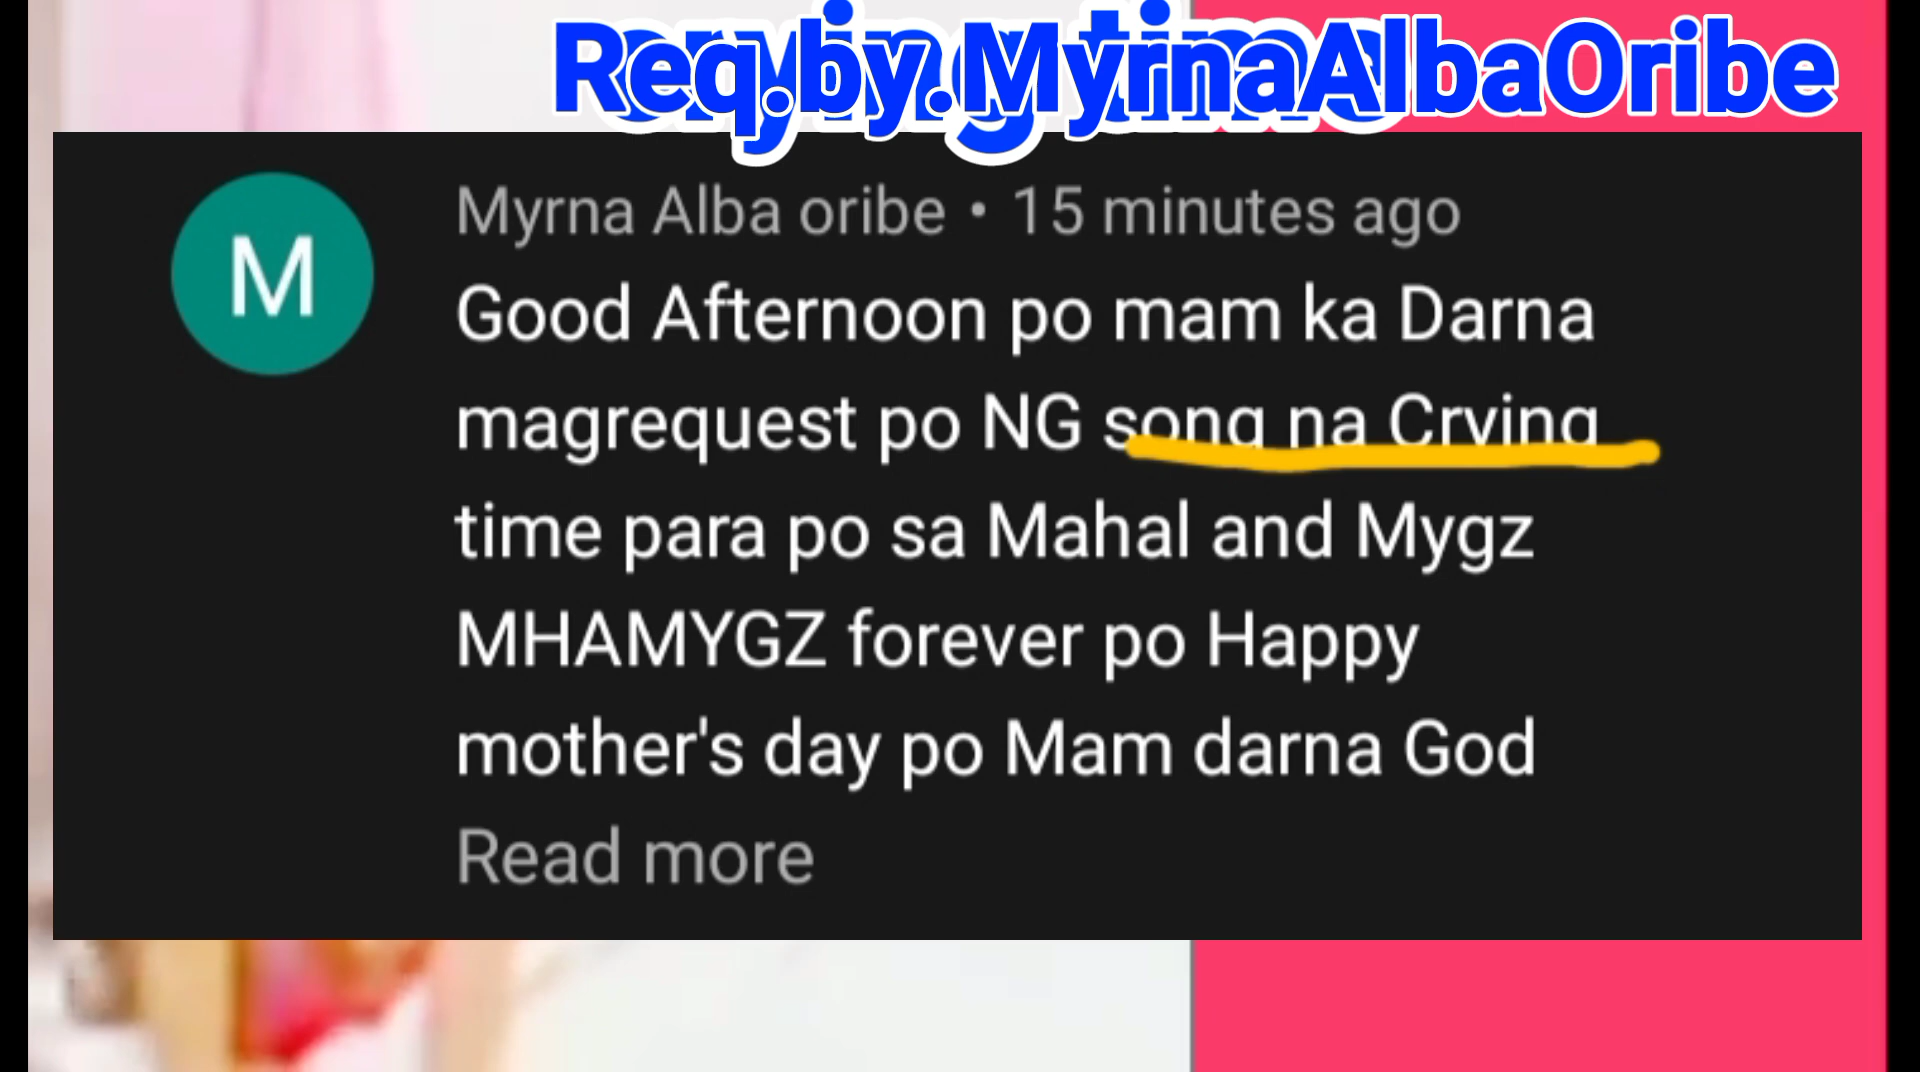 Req.by.MyrnaAlbaOribe
crying time
M
Myrna Alba oribe • 15 minutes ago
Good Afternoon po mam ka Darna
magrequest po NG song na Crying
time para po sa Mahal and Mygz
MHAMYGZ forever po Happy
mother's day po Mam darna God
Read more